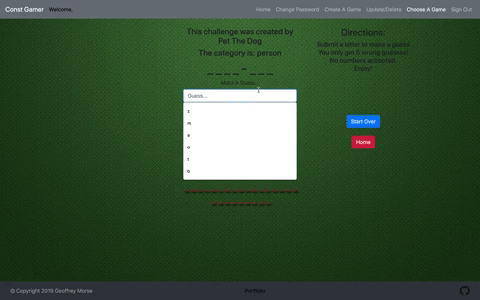 Const Gamer Welcome, Home Change Password Create A Game Update/Delete Choose A Game Sign Out
This challenge was created by
Pet The Dog
The category is: person
Make A Guess...
Guess...
z
m
e
o
t
b
Directions:
Submit a letter to make a guess
You only get 6 wrong guesses!
No numbers accepted.
Enjoy!
Start Over
Home
© Copyright 2019 Geoffrey Morse Portfolio